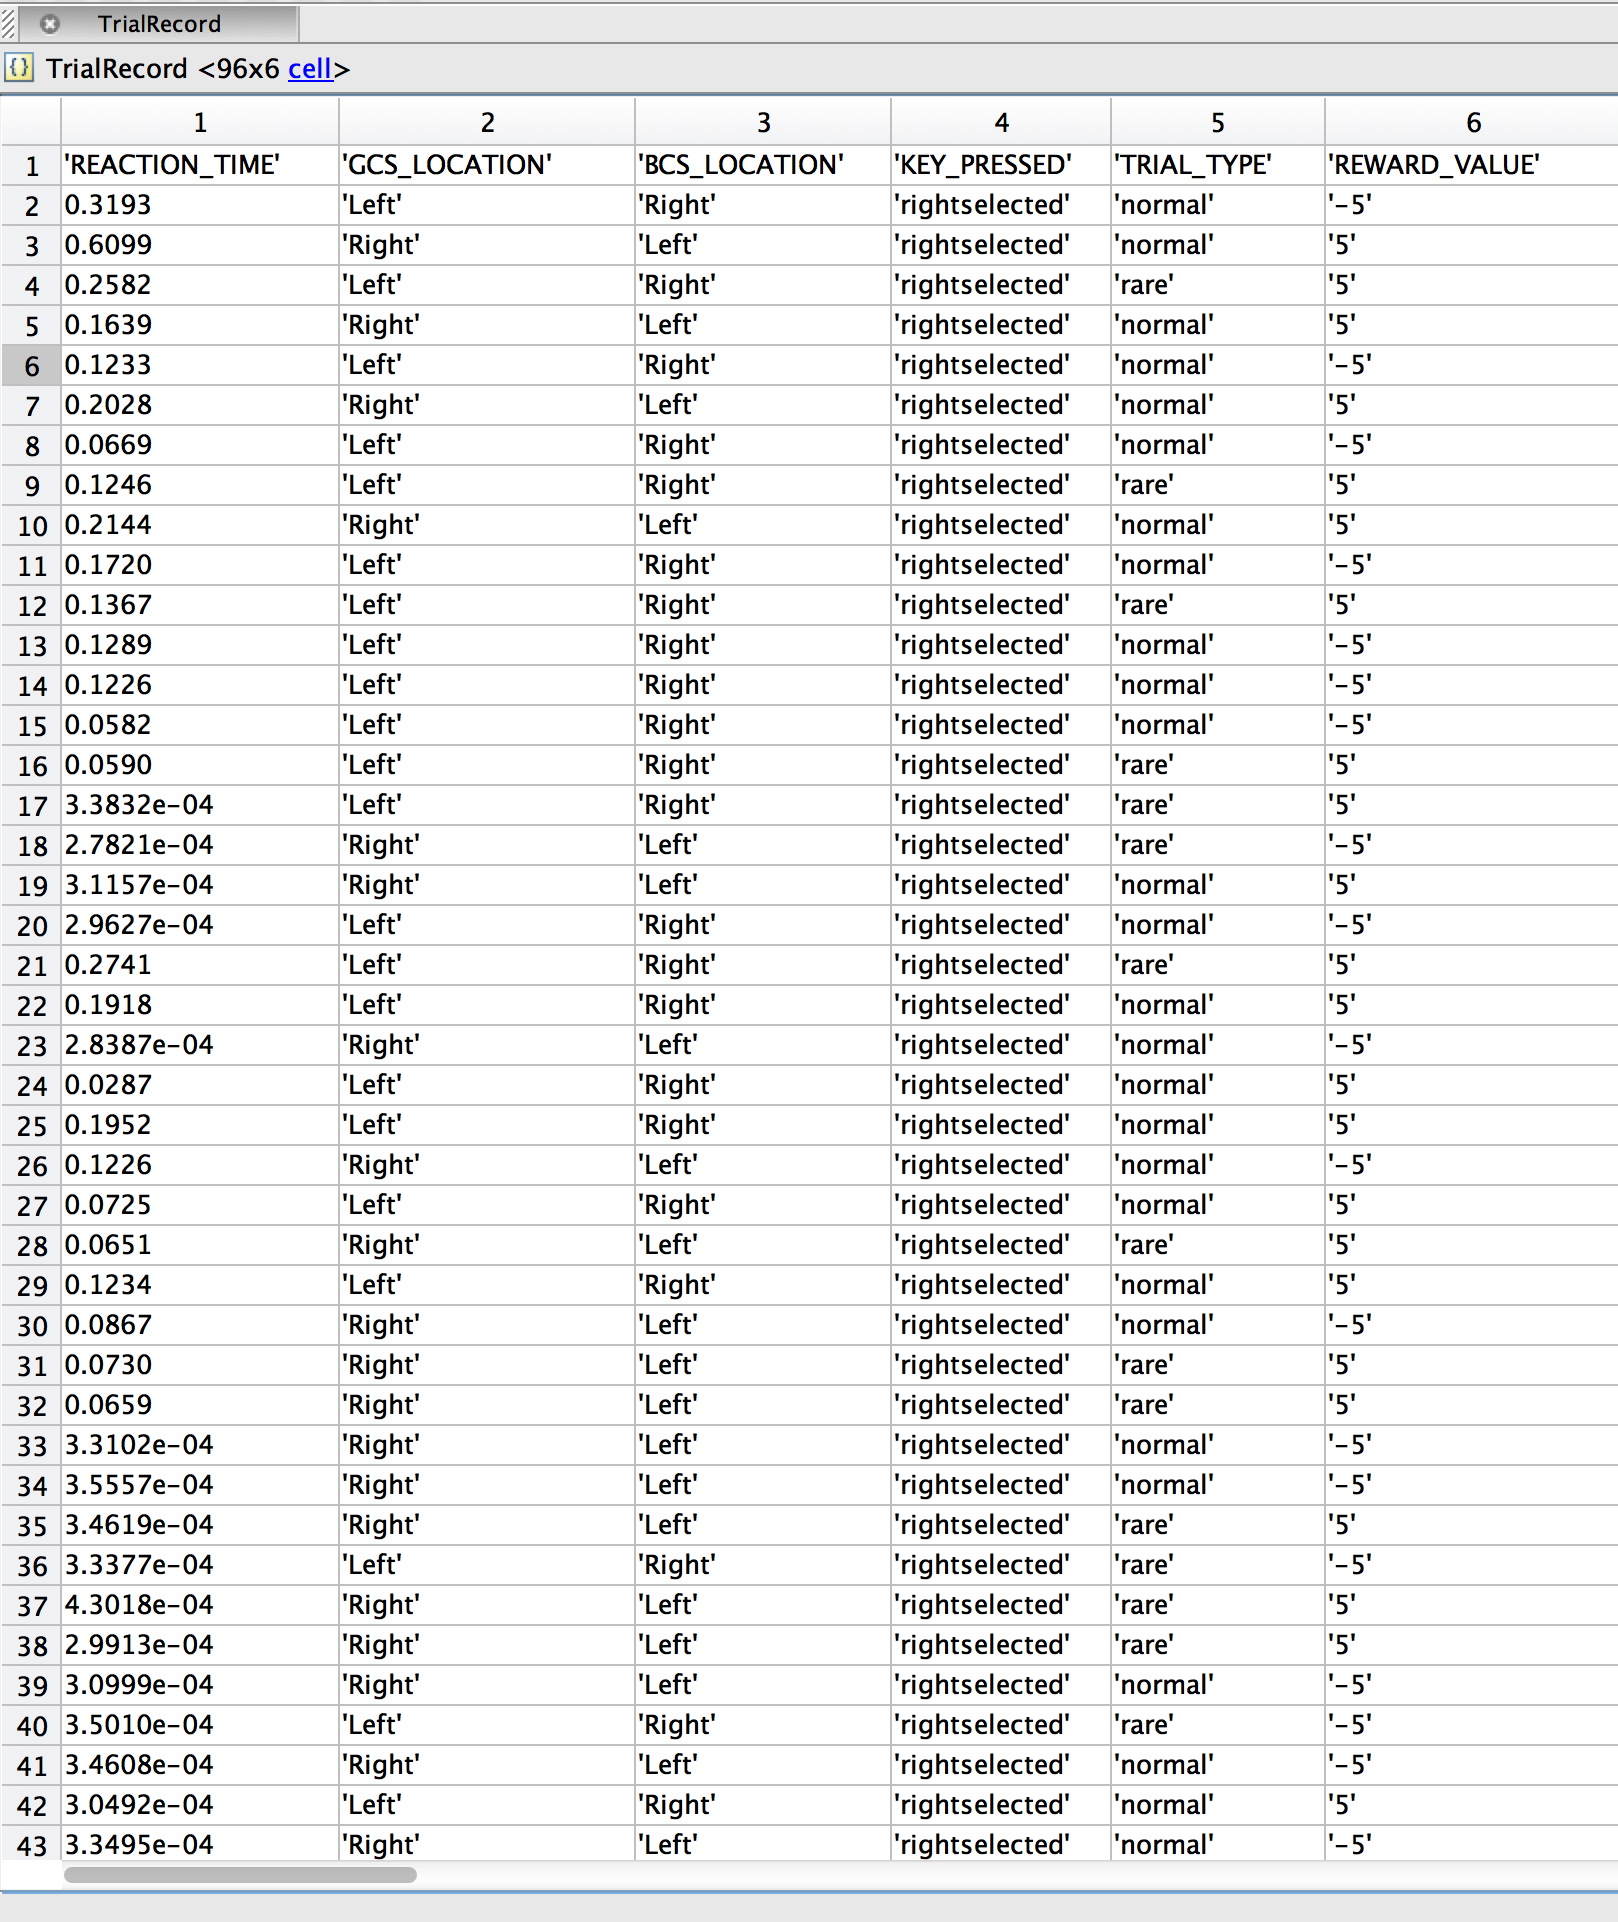 TrialRecord
{} TrialRecord <96x6 cell>
1 2 3 4 5 6
1 'REACTION_TIME' 'GCS_LOCATION' 'BCS_LOCATION' 'KEY_PRESSED' 'TRIAL_TYPE' 'REWARD_VALUE'
2 0.3193 'Left' 'Right' 'rightselected' 'normal' '-5'
3 0.6099 'Right' 'Left' 'rightselected' 'normal' '5'
4 0.2582 'Left' 'Right' 'rightselected' 'rare' '5'
5 0.1639 'Right' 'Left' 'rightselected' 'normal' '5'
6 0.1233 'Left' 'Right' 'rightselected' 'normal' '-5'
7 0.2028 'Right' 'Left' 'rightselected' 'normal' '5'
8 0.0669 'Left' 'Right' 'rightselected' 'normal' '-5'
9 0.1246 'Left' 'Right' 'rightselected' 'rare' '5'
10 0.2144 'Right' 'Left' 'rightselected' 'normal' '5'
11 0.1720 'Left' 'Right' 'rightselected' 'normal' '-5'
12 0.1367 'Left' 'Right' 'rightselected' 'rare' '5'
13 0.1289 'Left' 'Right' 'rightselected' 'normal' '-5'
14 0.1226 'Left' 'Right' 'rightselected' 'normal' '-5'
15 0.0582 'Left' 'Right' 'rightselected' 'normal' '-5'
16 0.0590 'Left' 'Right' 'rightselected' 'rare' '5'
17 3.3832e-04 'Left' 'Right' 'rightselected' 'rare' '5'
18 2.7821e-04 'Right' 'Left' 'rightselected' 'rare' '-5'
19 3.1157e-04 'Right' 'Left' 'rightselected' 'normal' '5'
20 2.9627e-04 'Left' 'Right' 'rightselected' 'normal' '-5'
21 0.2741 'Left' 'Right' 'rightselected' 'rare' '5'
22 0.1918 'Left' 'Right' 'rightselected' 'normal' '5'
23 2.8387e-04 'Right' 'Left' 'rightselected' 'normal' '-5'
24 0.0287 'Left' 'Right' 'rightselected' 'normal' '5'
25 0.1952 'Left' 'Right' 'rightselected' 'normal' '5'
26 0.1226 'Right' 'Left' 'rightselected' 'normal' '-5'
27 0.0725 'Left' 'Right' 'rightselected' 'normal' '5'
28 0.0651 'Right' 'Left' 'rightselected' 'rare' '5'
29 0.1234 'Left' 'Right' 'rightselected' 'normal' '5'
30 0.0867 'Right' 'Left' 'rightselected' 'normal' '-5'
31 0.0730 'Right' 'Left' 'rightselected' 'rare' '5'
32 0.0659 'Right' 'Left' 'rightselected' 'rare' '5'
33 3.3102e-04 'Right' 'Left' 'rightselected' 'normal' '-5'
34 3.5557e-04 'Right' 'Left' 'rightselected' 'normal' '-5'
35 3.4619e-04 'Right' 'Left' 'rightselected' 'rare' '5'
36 3.3377e-04 'Left' 'Right' 'rightselected' 'rare' '-5'
37 4.3018e-04 'Right' 'Left' 'rightselected' 'rare' '5'
38 2.9913e-04 'Right' 'Left' 'rightselected' 'rare' '5'
39 3.0999e-04 'Right' 'Left' 'rightselected' 'normal' '-5'
40 3.5010e-04 'Left' 'Right' 'rightselected' 'rare' '-5'
41 3.4608e-04 'Right' 'Left' 'rightselected' 'normal' '-5'
42 3.0492e-04 'Left' 'Right' 'rightselected' 'normal' '5'
43 3.3495e-04 'Right' 'Left' 'rightselected' 'normal' '-5'